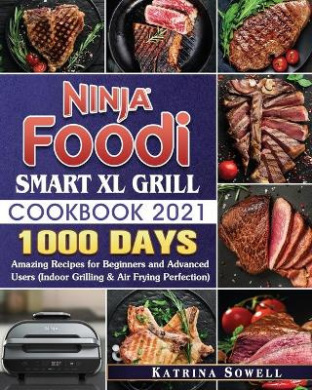 NINJA®
Foodi
SMART XL GRILL
COOKBOOK 2021
1000 DAYS
Amazing Recipes for Beginners and Advanced
Users (Indoor Grilling & Air Frying Perfection)
NINJA
KATRINA SOWELL